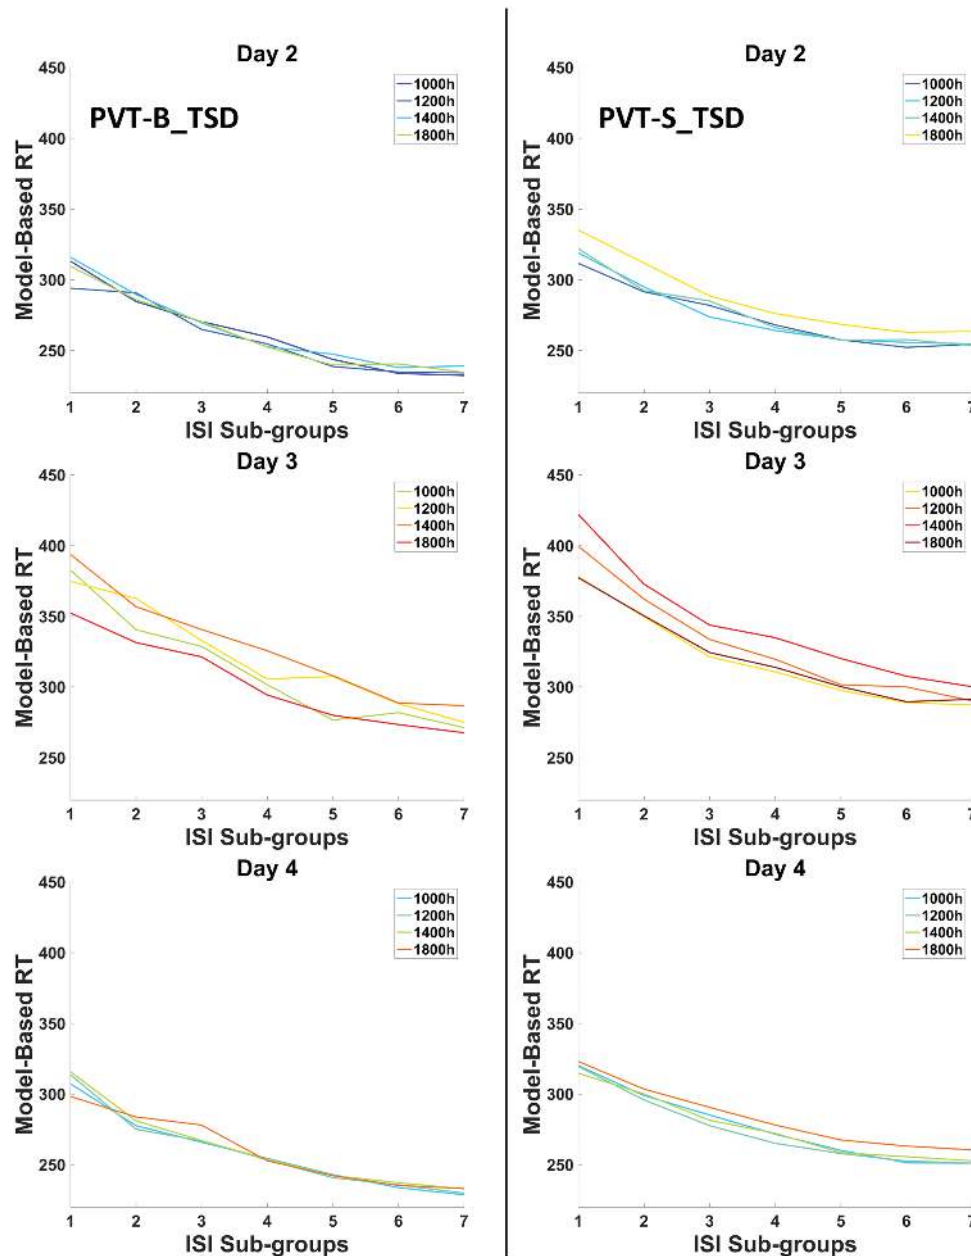 Day 2
450
400
350
300
250
Model-Based RT
PVT-B_TSD
1000h
1200h
1400h
1800h
1 2 3 4 5 6 7
ISI Sub-groups
Day 2
450
400
350
300
250
Model-Based RT
PVT-S_TSD
1000h
1200h
1400h
1800h
1 2 3 4 5 6 7
ISI Sub-groups
Day 3
450
400
350
300
250
Model-Based RT
1000h
1200h
1400h
1800h
1 2 3 4 5 6 7
ISI Sub-groups
Day 3
450
400
350
300
250
Model-Based RT
1000h
1200h
1400h
1800h
1 2 3 4 5 6 7
ISI Sub-groups
Day 4
450
400
350
300
250
Model-Based RT
1000h
1200h
1400h
1800h
1 2 3 4 5 6 7
ISI Sub-groups
Day 4
450
400
350
300
250
Model-Based RT
1000h
1200h
1400h
1800h
1 2 3 4 5 6 7
ISI Sub-groups